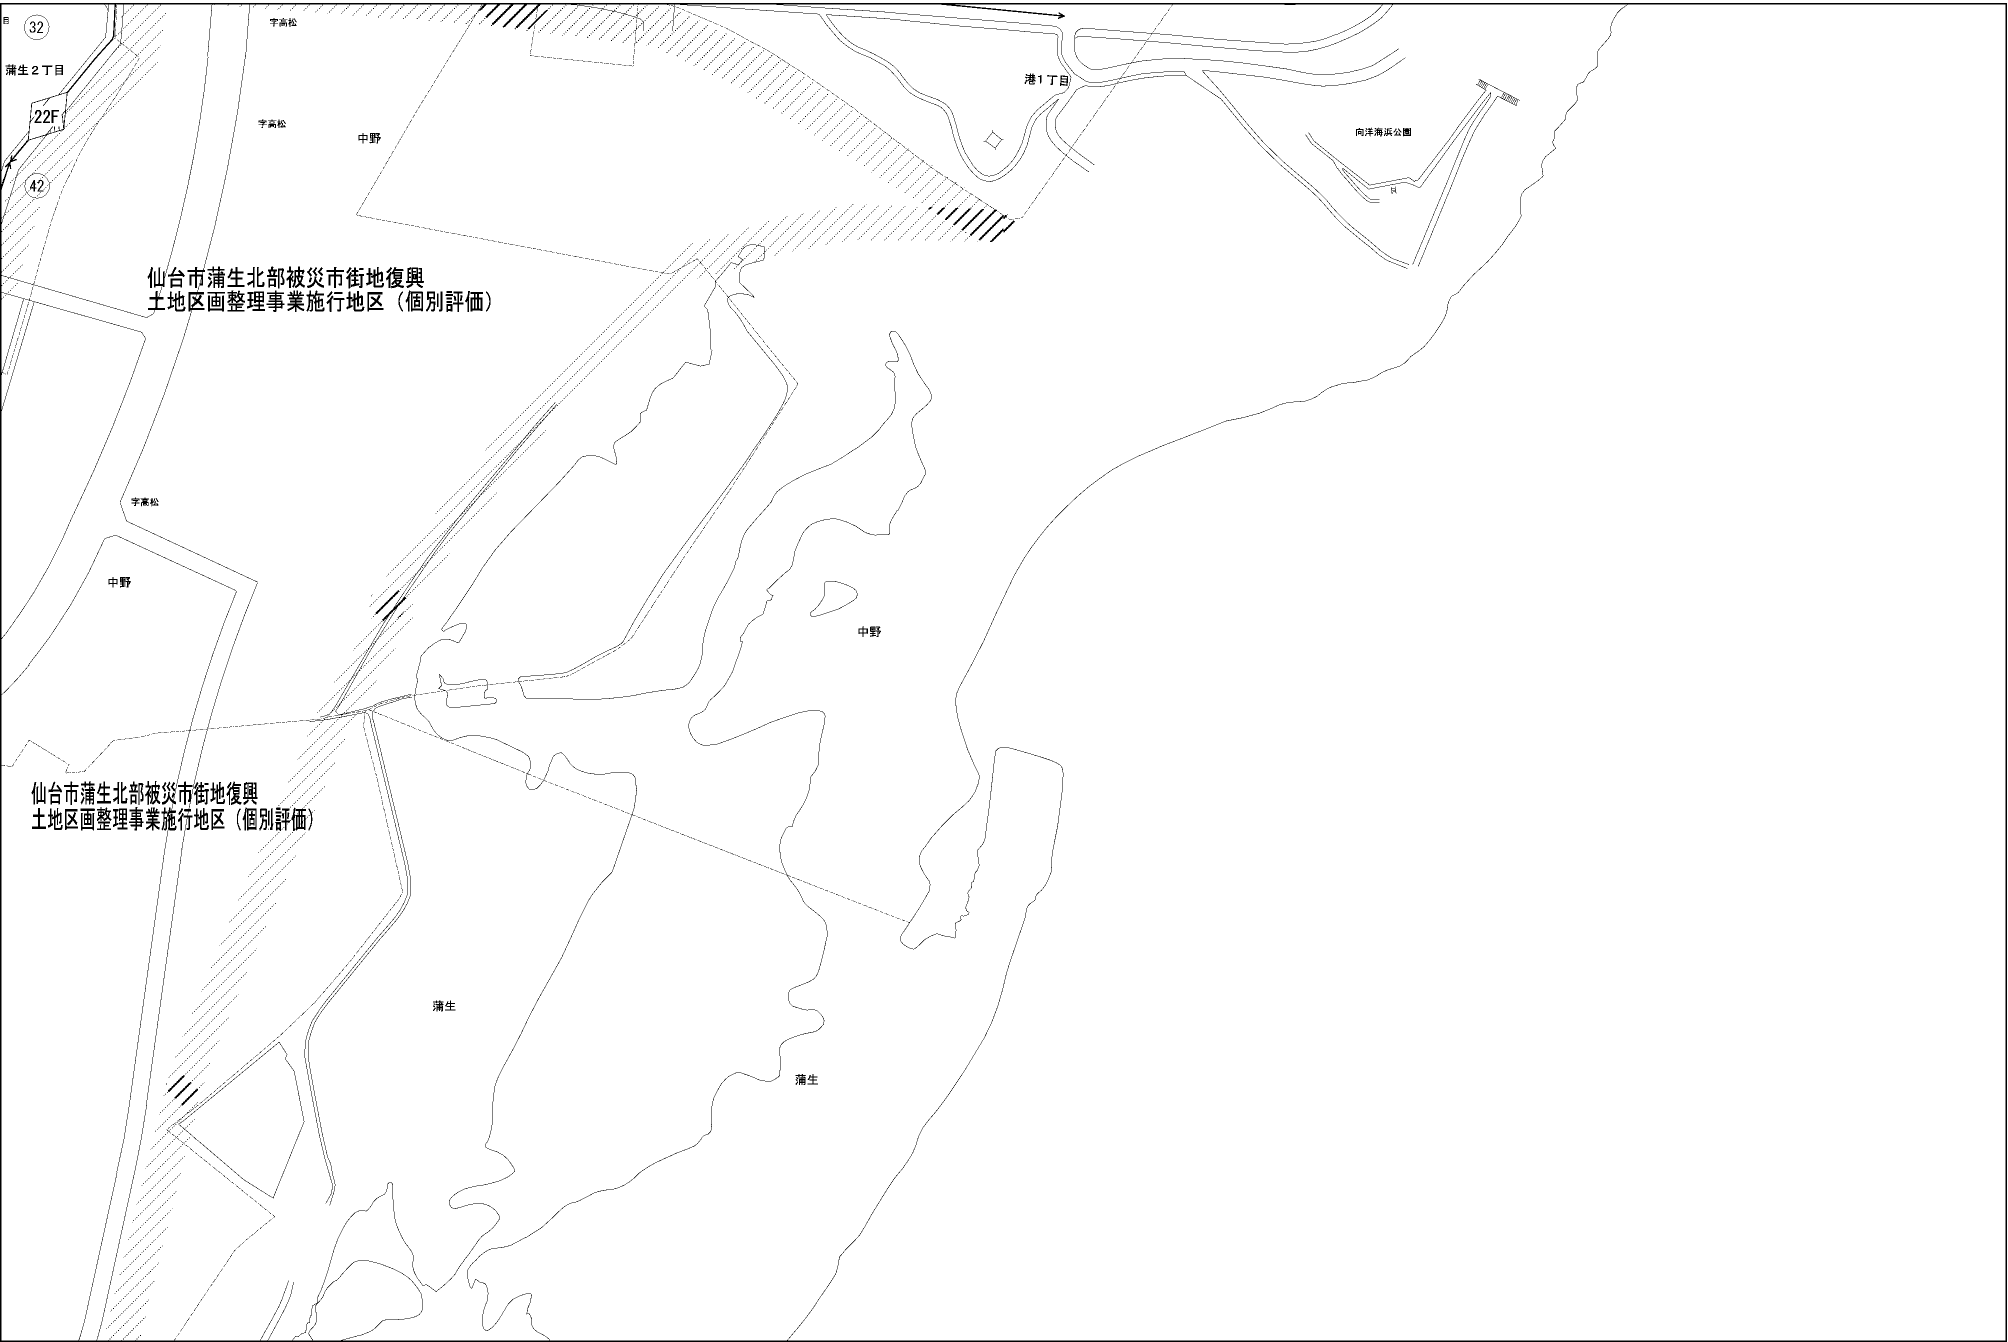 目
32
字高松
蒲生２丁目
港１丁目
22F
字高松
中野
向洋海浜公園
42
仙台市蒲生北部被災市街地復興
土地区画整理事業施行地区（個別評価）
字高松
中野
中野
仙台市蒲生北部被災市街地復興
土地区画整理事業施行地区（個別評価）
蒲生
蒲生